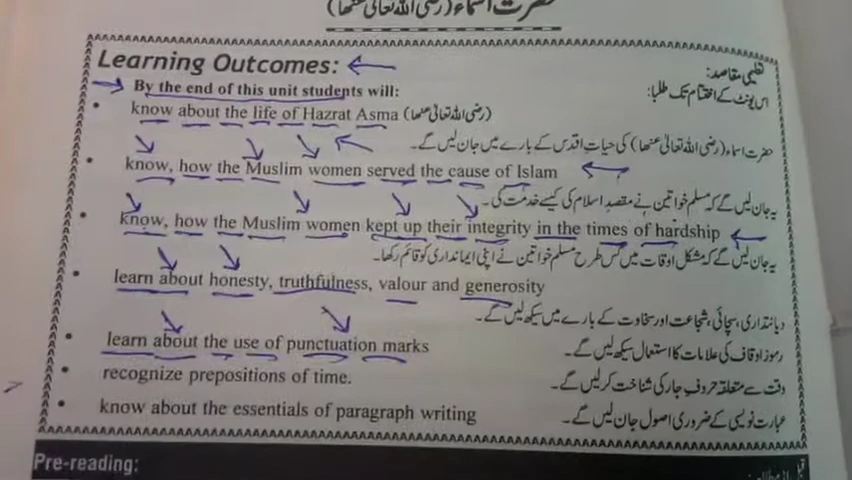 حضرت اسماء (رضی اللہ تعالیٰ عنھا)
Learning Outcomes:
تعلیمی مقاصد:
By the end of this unit students will:
اس یونٹ کے اختتام تک طلبا:
• know about the life of Hazrat Asma (رضی اللہ تعالیٰ عنھا)
حضرت اسماء (رضی اللہ تعالیٰ عنھا) کی حیاتِ اقدس کے بارے میں جان لیں گے۔
• know, how the Muslim women served the cause of Islam
یہ جان لیں گے کہ مسلم خواتین نے مقصدِ اسلام کی کیسے خدمت کی۔
• know, how the Muslim women kept up their integrity in the times of hardship
یہ جان لیں گے کہ مشکل اوقات میں کس طرح مسلم خواتین نے اپنی ایمانداری کو قائم رکھا۔
• learn about honesty, truthfulness, valour and generosity
دیانتداری، سچائی، شجاعت اور سخاوت کے بارے میں سیکھ لیں گے۔
• learn about the use of punctuation marks
رموز اوقاف کی علامات کا استعمال سیکھ لیں گے۔
• recognize prepositions of time.
وقت سے متعلقہ حروفِ جار کی شناخت کر لیں گے۔
• know about the essentials of paragraph writing
عبارت نویسی کے ضروری اصول جان لیں گے۔
Pre-reading: